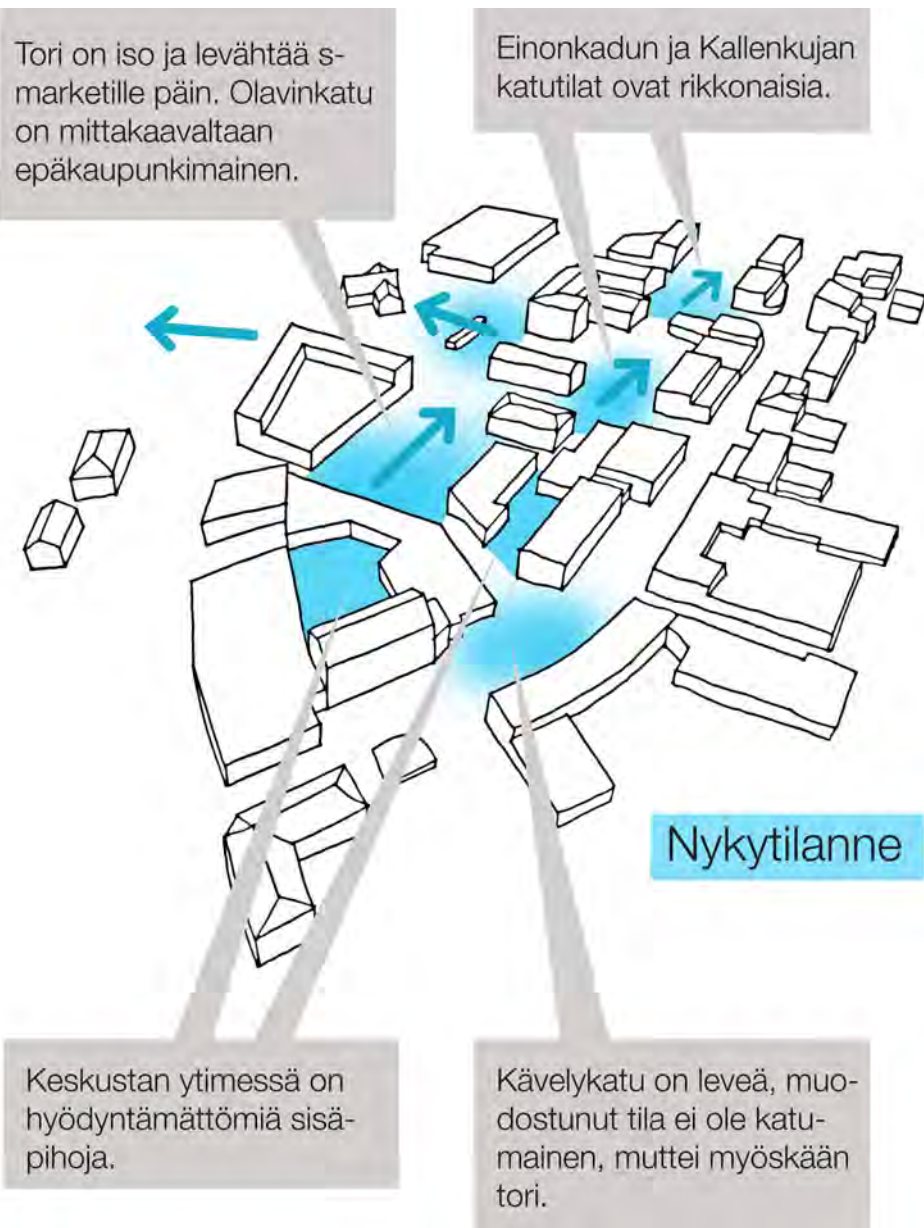 Tori on iso ja levähtää s-
marketille päin. Olavinkatu
on mittakaavaltaan
epäkaupunkimainen.
Einonkadun ja Kallenkujan
katutilat ovat rikkonaisia.
Nykytilanne
Keskustan ytimessä on
hyödyntämättömiä sisä-
pihoja.
Kävelykatu on leveä, muo-
dostunut tila ei ole katu-
mainen, muttei myöskään
tori.